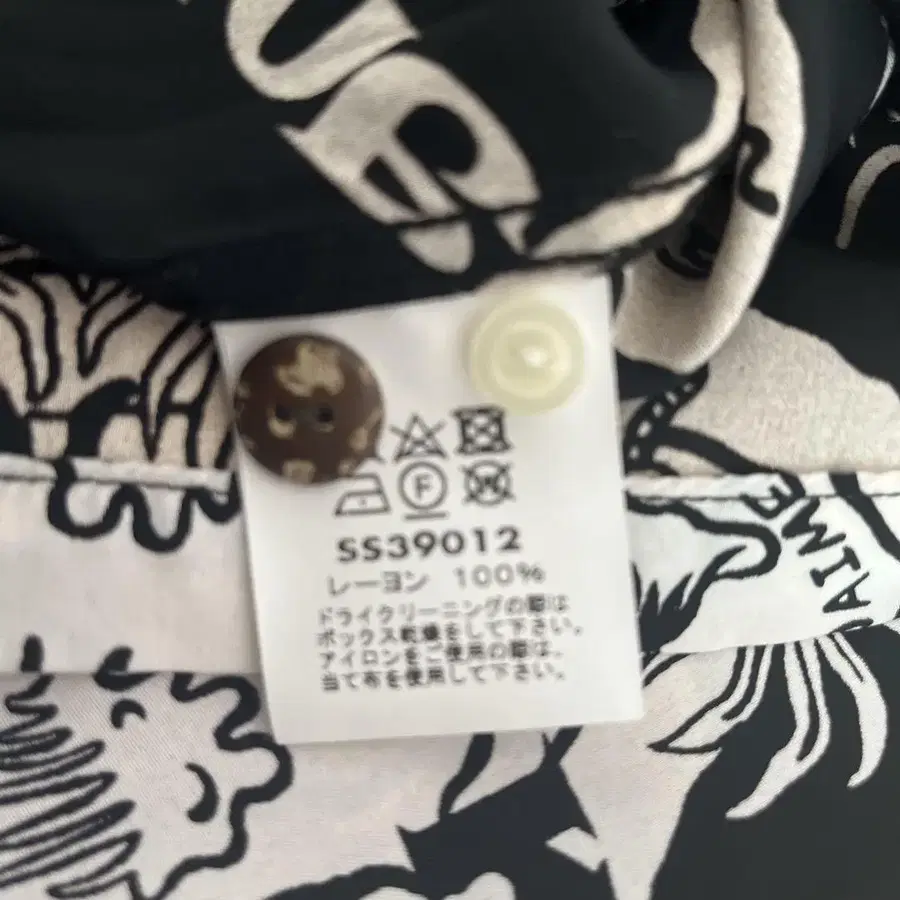 ue
F
SS39012
レーヨン 100%
ドライクリーニングの際は
ボックス乾燥をして下さい。
アイロンをご使用の際は、
当て布を使用して下さい。